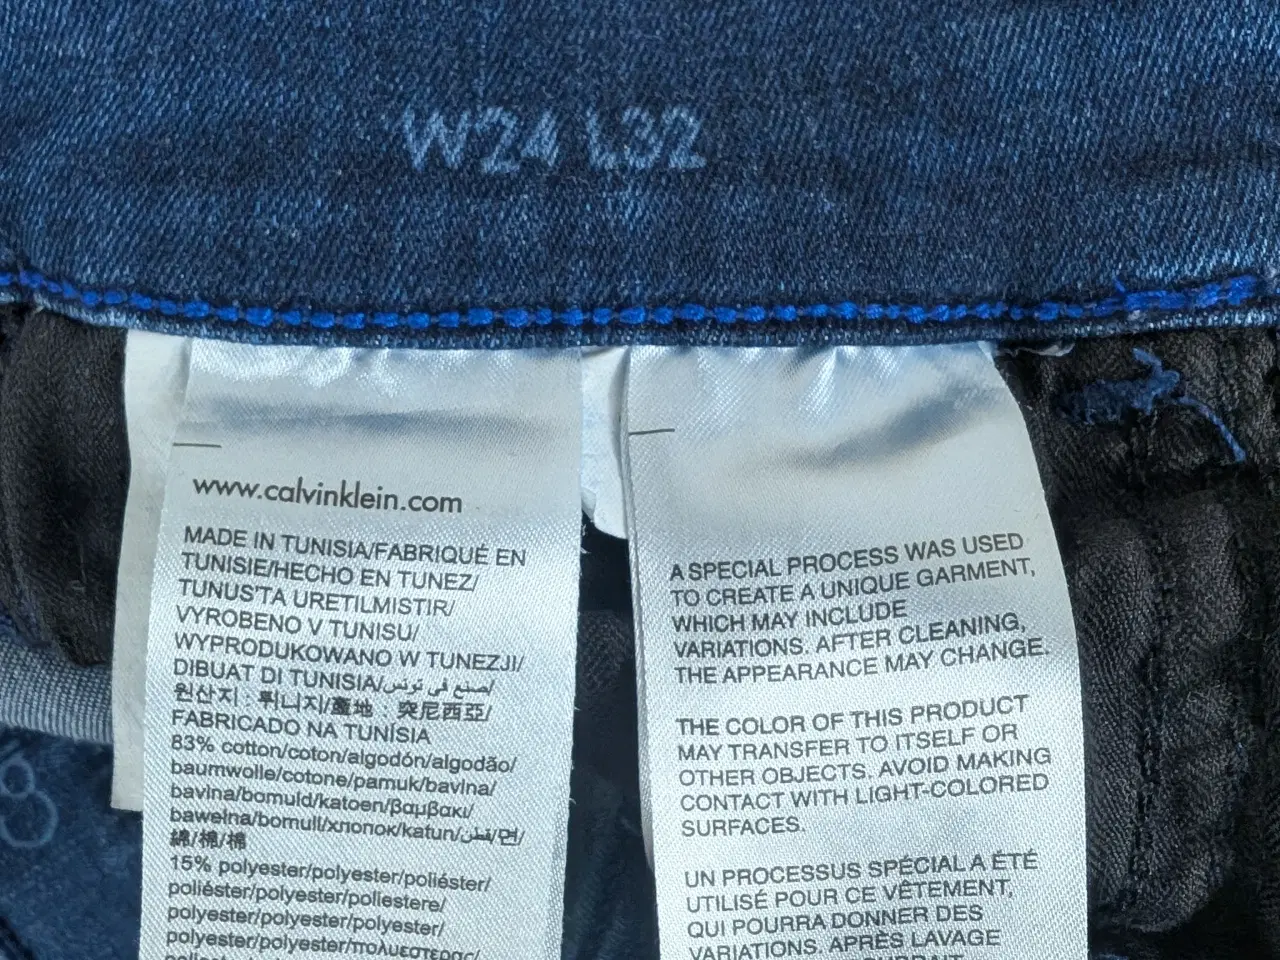 W24 L32
www.calvinklein.com
MADE IN TUNISIA/FABRIQUÉ EN
TUNISIE/HECHO EN TUNEZ/
TUNUSTA URETILMISTIR/
VYROBENO V TUNISU/
WYPRODUKOWANO W TUNEZJI/
DIBUAT DI TUNISIA/صنع في تونس/
원산지 : 튀니지/產地 : 突尼西亞/
FABRICADO NA TUNÍSIA
83% cotton/coton/algodón/algodão/
baumwolle/cotone/pamuk/bavlna/
bavlna/bomuld/katoen/βαμβακι/
bawełna/bomull/хлопок/katun/قطن/면/
綿/棉/棉
15% polyester/polyester/poliéster/
poliéster/polyester/poliestere/
polyester/polyester/polyester/
polyester/polyester/πολυεστερας/
A SPECIAL PROCESS WAS USED
TO CREATE A UNIQUE GARMENT,
WHICH MAY INCLUDE
VARIATIONS. AFTER CLEANING,
THE APPEARANCE MAY CHANGE.
THE COLOR OF THIS PRODUCT
MAY TRANSFER TO ITSELF OR
OTHER OBJECTS. AVOID MAKING
CONTACT WITH LIGHT-COLORED
SURFACES.
UN PROCESSUS SPÉCIAL A ÉTÉ
UTILISÉ POUR CE VÊTEMENT,
QUI POURRA DONNER DES
VARIATIONS. APRÈS LAVAGE
8